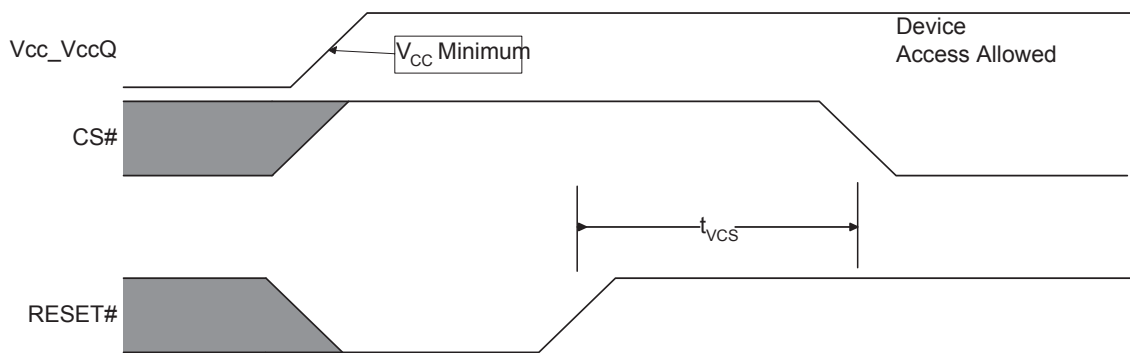 Vcc_VccQ
VCC Minimum
Device
Access Allowed
CS#
tVCS
RESET#